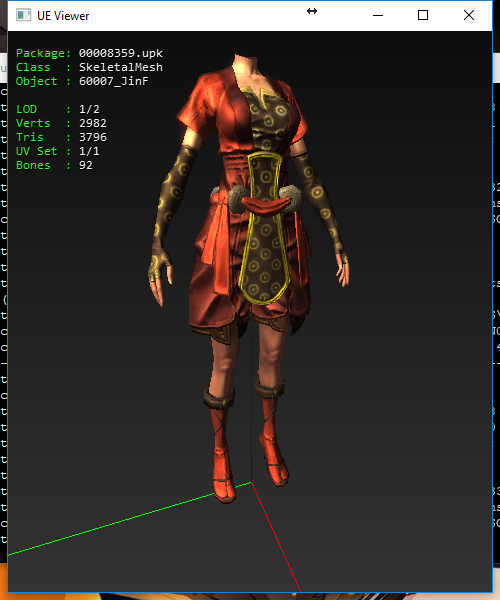 UE Viewer
Package: 00008359.upk
Class  : SkeletalMesh
Object : 60007_JinF
LOD    : 1/2
Verts  : 2982
Tris   : 3796
UV Set : 1/1
Bones  : 92